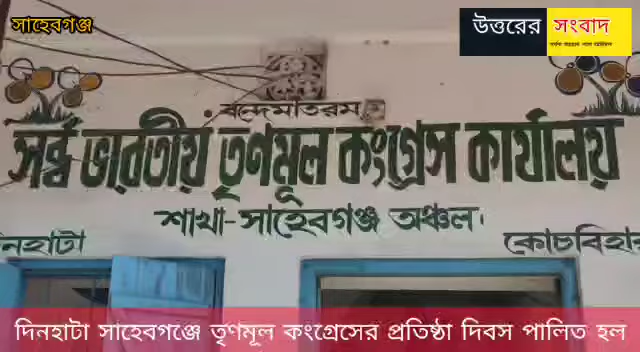 সাহেবগঞ্জ
উত্তরের সংবাদ
বন্দেমাতরম
সর্ব্ব ভারতীয় তৃণমূল কংগ্রেস কার্যালয়
শাখা-সাহেবগঞ্জ অঞ্চল।
নহাটা কোচবিহার
দিনহাটা সাহেবগঞ্জে তৃণমূল কংগ্রেসের প্রতিষ্ঠা দিবস পালিত হল